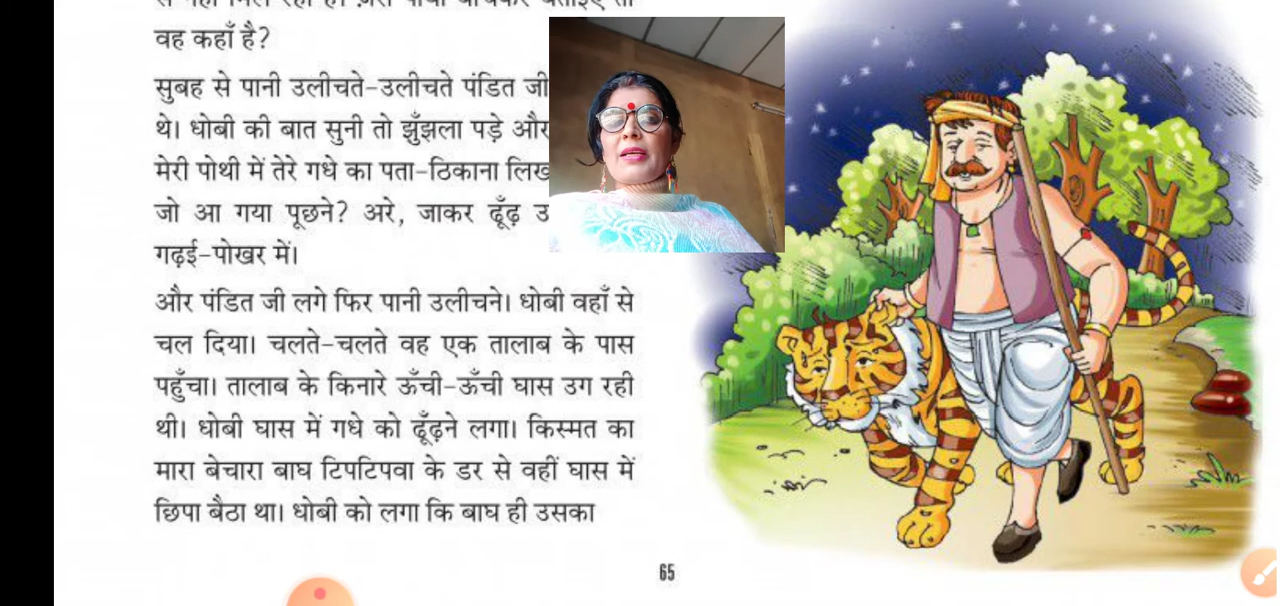 वह कहाँ है?
सुबह से पानी उलीचते-उलीचते पंडित जी
थे। धोबी की बात सुनी तो झुँझला पड़े और
मेरी पोथी में तेरे गधे का पता-ठिकाना
जो आ गया पूछने? अरे, जाकर ढूँढ़
गढ़ई-पोखर में।
और पंडित जी लगे फिर पानी उलीचने। धोबी वहाँ से
चल दिया। चलते-चलते वह एक तालाब के पास
पहुँचा। तालाब के किनारे ऊँची-ऊँची घास उग रही
थी। धोबी घास में गधे को ढूँढ़ने लगा। किस्मत का
मारा बेचारा बाघ टिपटिपवा के डर से वहीं घास में
छिपा बैठा था। धोबी को लगा कि बाघ ही उसका
65